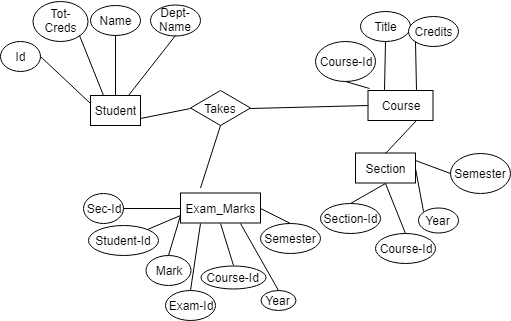 Tot-
Creds
Name
Dept-
Name
Title
Credits
Id
Course-Id
Student
Takes
Course
Section
Semester
Sec-Id
Exam_Marks
Section-Id
Year
Student-Id
Semester
Course-Id
Mark
Course-Id
Exam-Id
Year